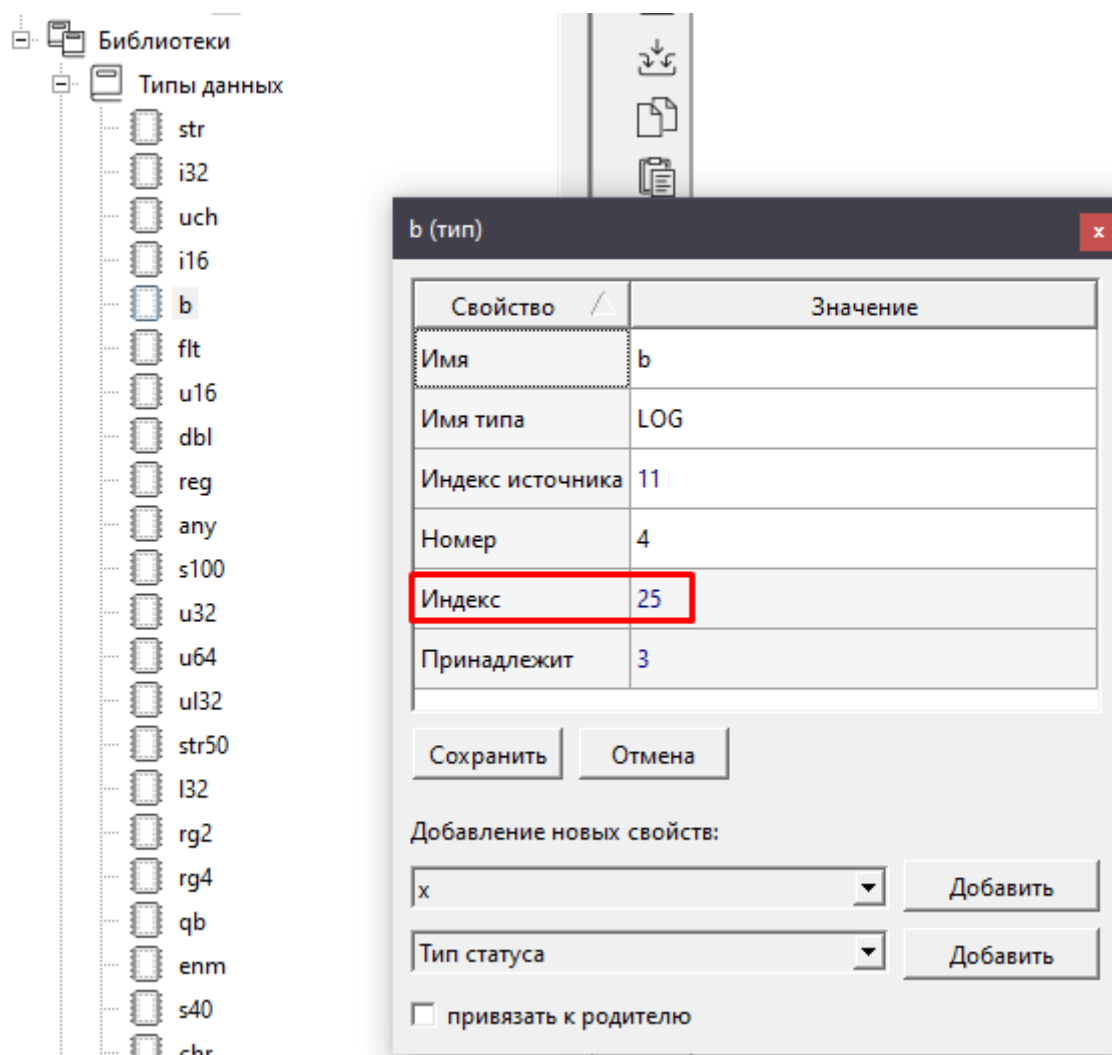 Библиотеки
Типы данных
str
i32
uch
i16
b
flt
u16
dbl
reg
any
s100
u32
u64
ul32
str50
l32
rg2
rg4
qb
enm
s40
chr
b (тип)
x
Свойство Значение
Имя b
Имя типа LOG
Индекс источника 11
Номер 4
Индекс 25
Принадлежит 3
Сохранить Отмена
Добавление новых свойств:
x Добавить
Тип статуса Добавить
привязать к родителю